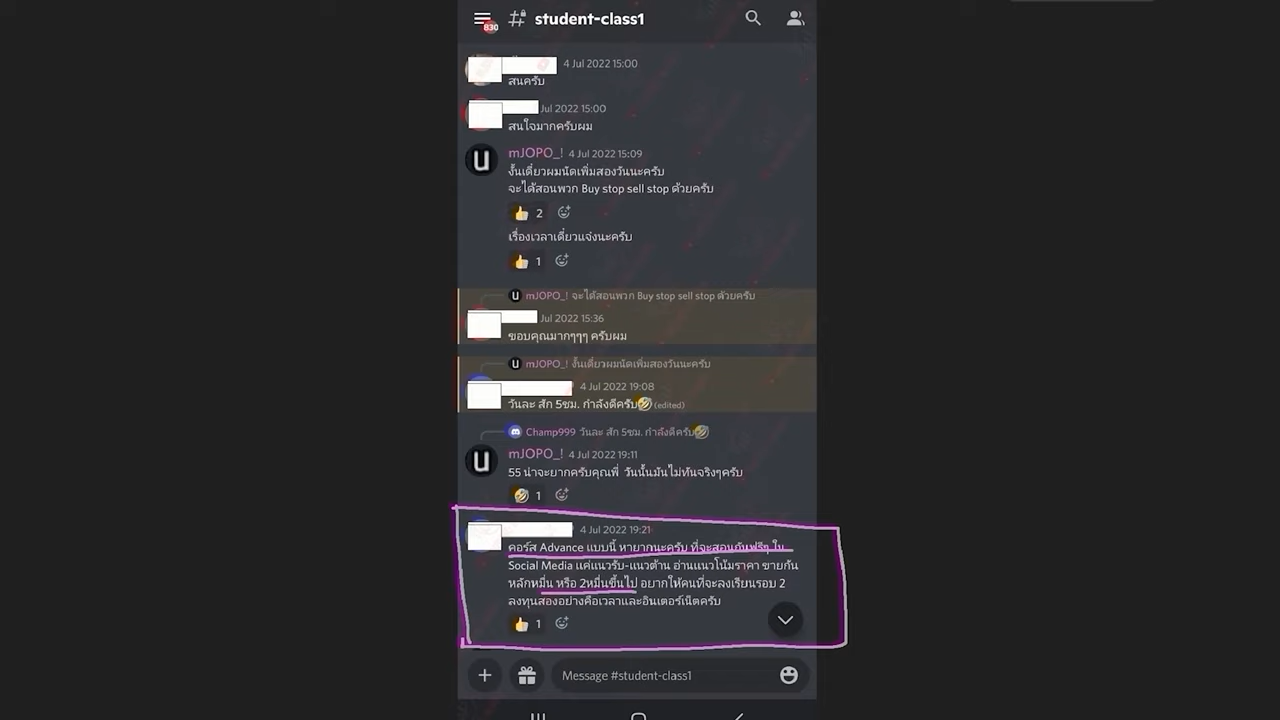 830
student-class1
4 Jul 2022 15:00
สนครับ
Jul 2022 15:00
สนใจมากครับผม
mJOPO_! 4 Jul 2022 15:09
งั้นเดี๋ยวผมนัดเพิ่มสองวันนะครับ
จะได้สอนพวก Buy stop sell stop ด้วยครับ
2
เรื่องเวลาเดี๋ยวแจ้งนะครับ
1
mJOPO_! จะได้สอนพวก Buy stop sell stop ด้วยครับ
Jul 2022 15:36
ขอบคุณมากๆๆๆ ครับผม
mJOPO_! งั้นเดี๋ยวผมนัดเพิ่มสองวันนะครับ
4 Jul 2022 19:08
วันละ สัก 5ชม. กำลังดีครับ🤣 (edited)
Champ999 วันละ สัก 5ชม. กำลังดีครับ🤣
mJOPO_! 4 Jul 2022 19:11
55 น่าจะยากครับคุณพี่ วันนั้นมันไม่ทันจริงๆครับ
1
4 Jul 2022 19:21
คอร์ส Advance แบบนี้ หายากนะครับ ที่จะสอนกันฟรีๆ ใน
Social Media แค่แนวรับ-แนวต้าน อ่านแนวโน้มราคา ขายกัน
หลักหมื่น หรือ 2หมื่นขึ้นไป อยากให้คนที่จะลงเรียนรอบ 2
ลงทุนสองอย่างคือเวลาและอินเตอร์เน็ตครับ
1
Message #student-class1